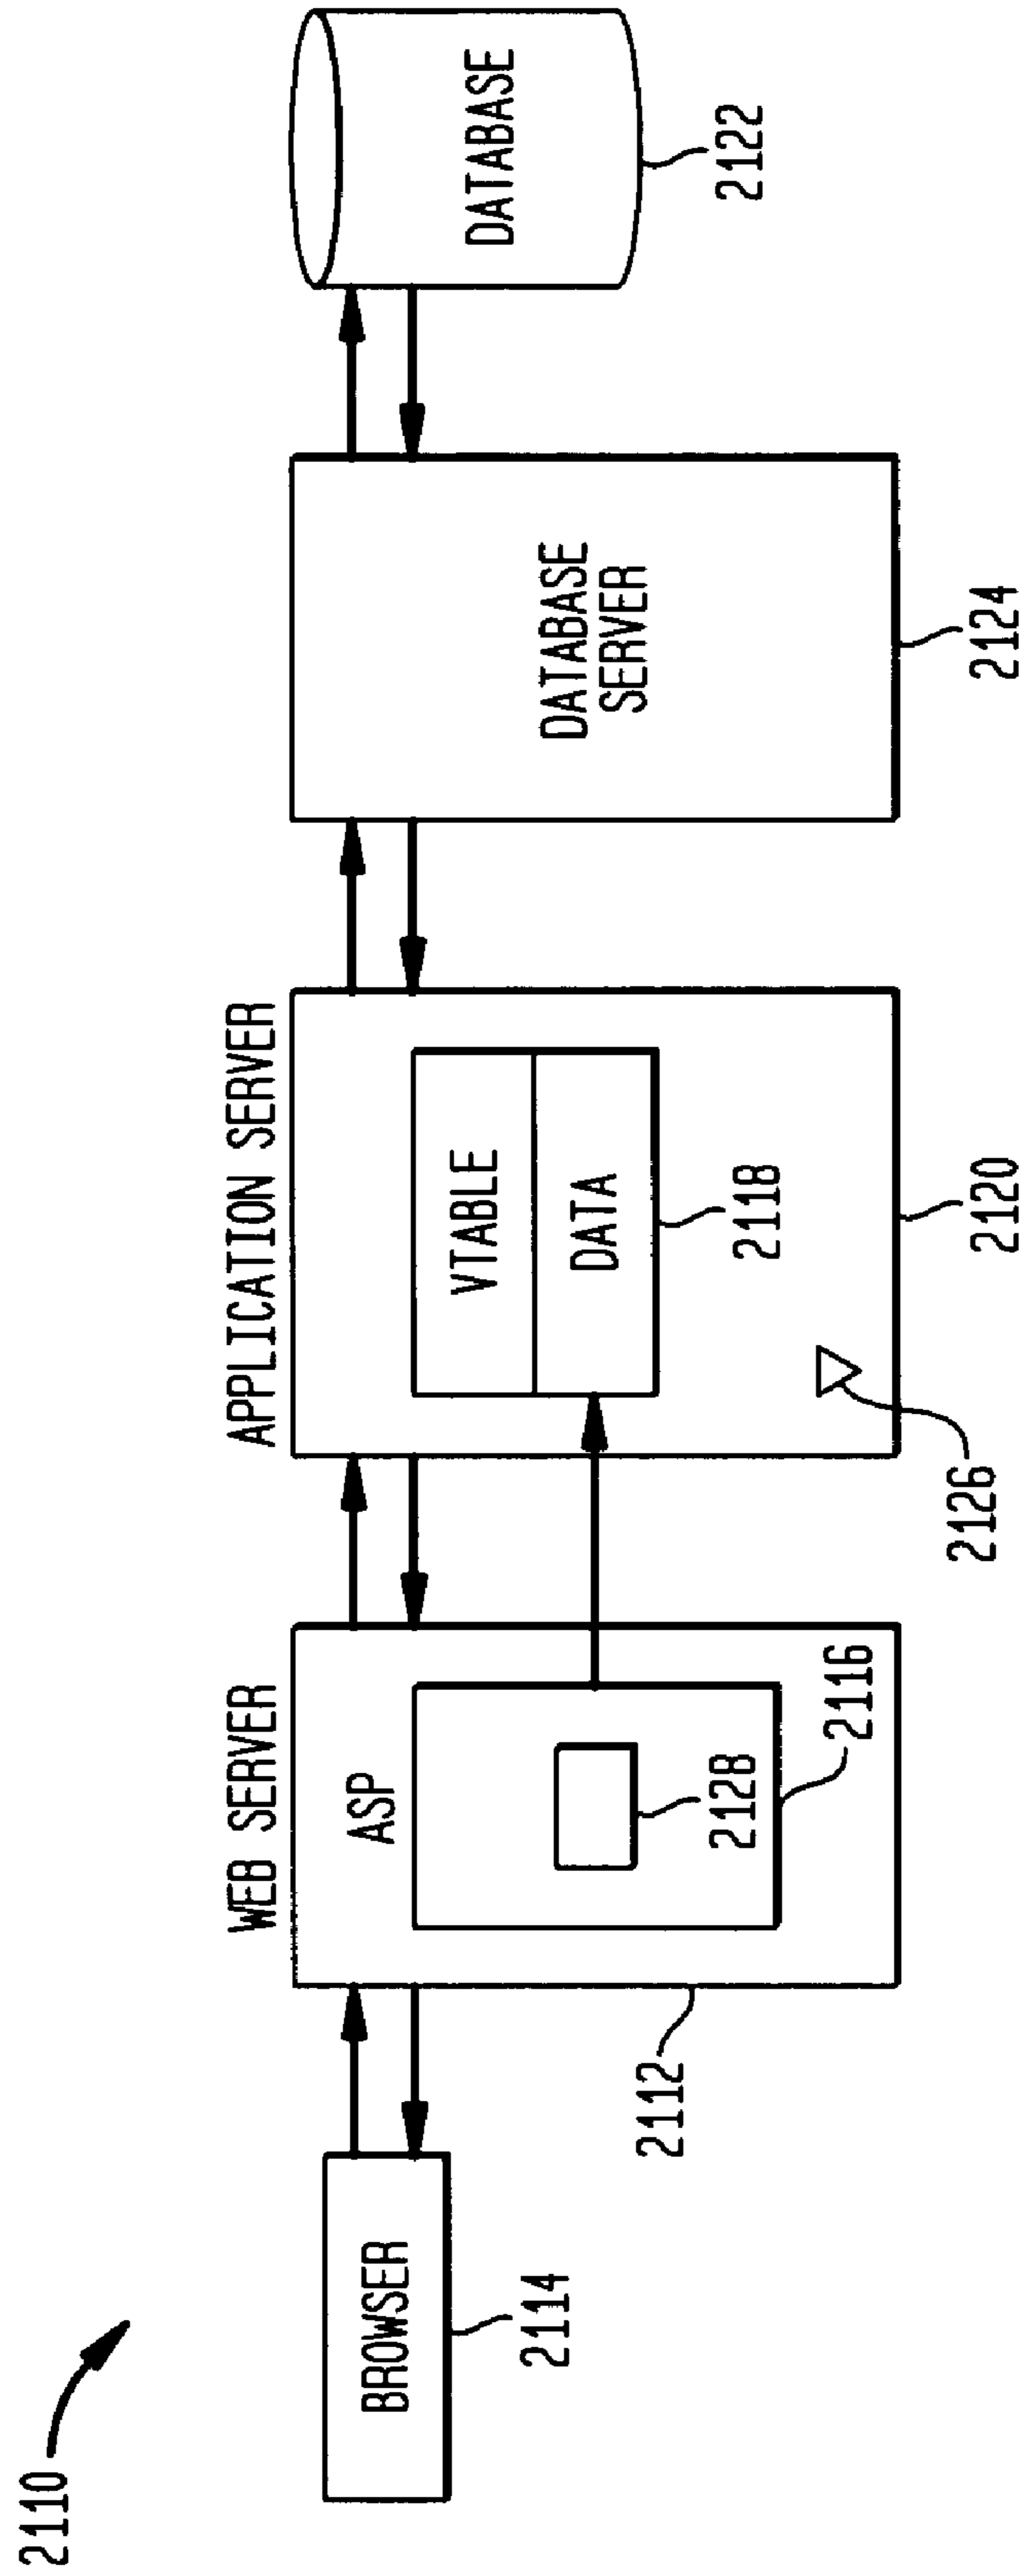 2110
BROWSER
2114
WEB SERVER
ASP
2128
2116
2112
APPLICATION SERVER
VTABLE
DATA
2118
2126
2120
DATABASE
SERVER
2124
DATABASE
2122